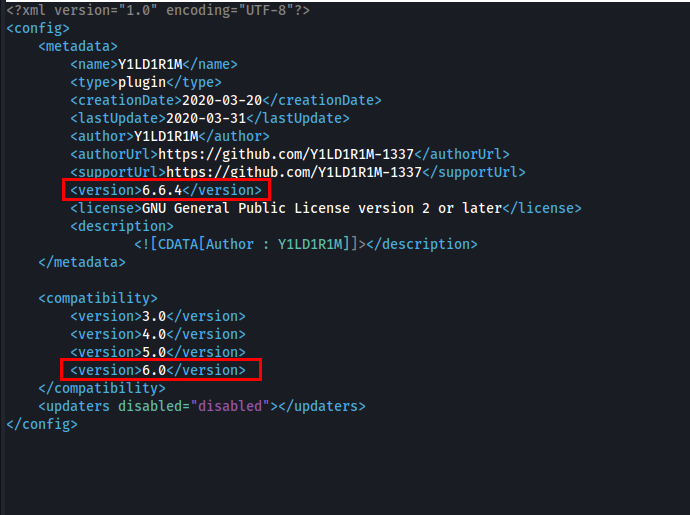 <?xml version="1.0" encoding="UTF-8"?>
<config>
<metadata>
<name>Y1LD1R1M</name>
<type>plugin</type>
<creationDate>2020-03-20</creationDate>
<lastUpdate>2020-03-31</lastUpdate>
<author>Y1LD1R1M</author>
<authorUrl>https://github.com/Y1LD1R1M-1337</authorUrl>
<supportUrl>https://github.com/Y1LD1R1M-1337</supportUrl>
<version>6.6.4</version>
<license>GNU General Public License version 2 or later</license>
<description>
<![CDATA[Author : Y1LD1R1M]]></description>
</metadata>
<compatibility>
<version>3.0</version>
<version>4.0</version>
<version>5.0</version>
<version>6.0</version>
</compatibility>
<updaters disabled="disabled"></updaters>
</config>